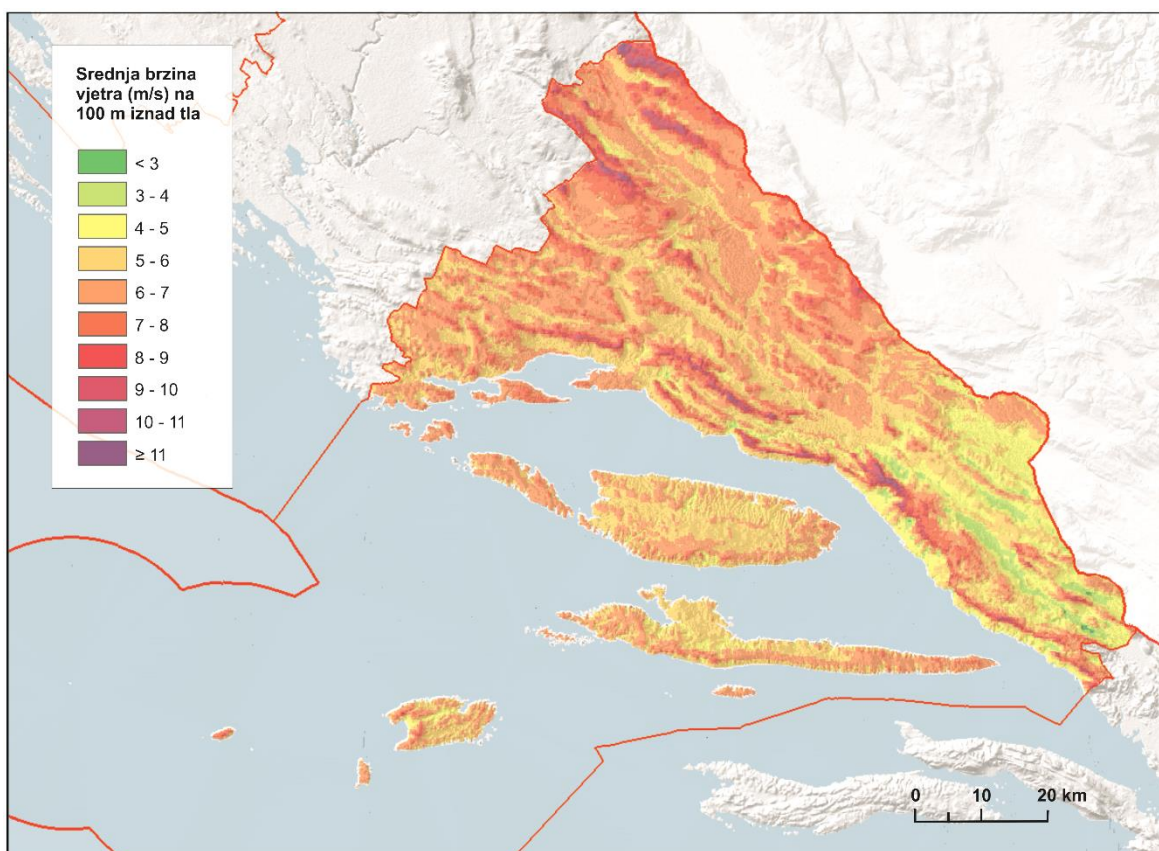 Srednja brzina
vjetra (m/s) na
100 m iznad tla
< 3
3 - 4
4 - 5
5 - 6
6 - 7
7 - 8
8 - 9
9 - 10
10 - 11
≥ 11
0 10 20 km